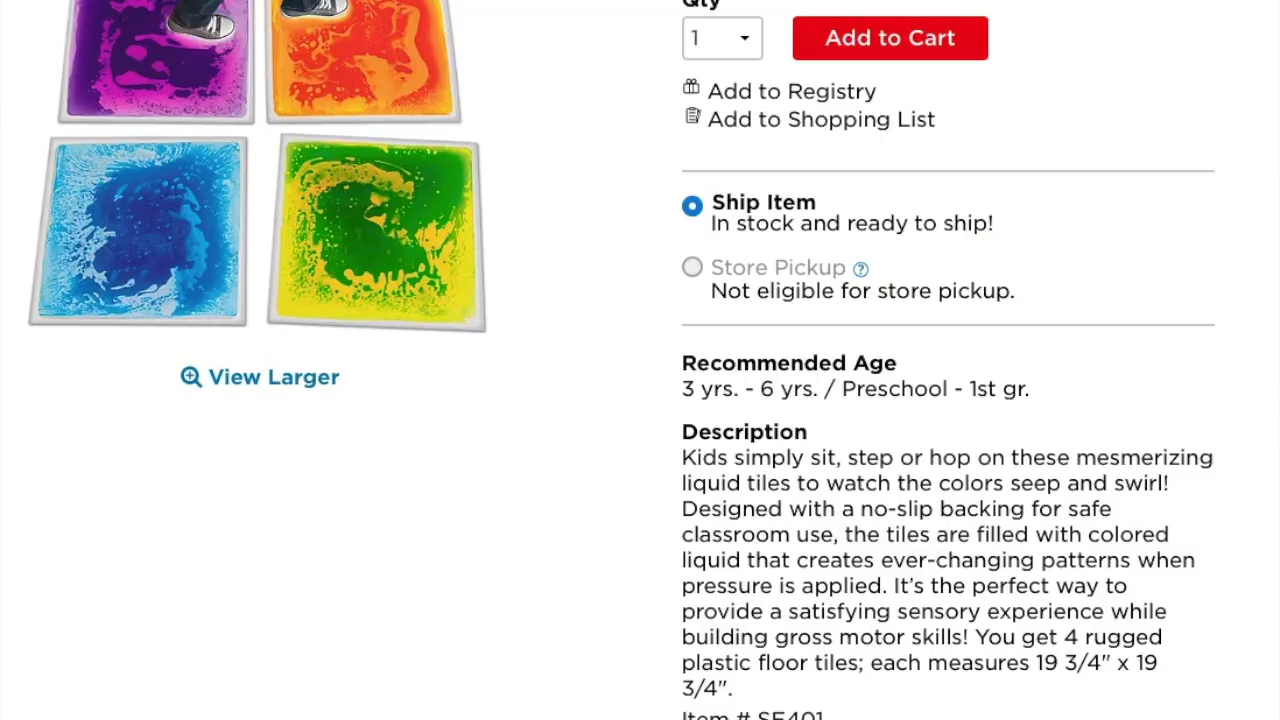 Qty
1
Add to Cart
Add to Registry
Add to Shopping List
Ship Item
In stock and ready to ship!
Store Pickup ?
Not eligible for store pickup.
View Larger
Recommended Age
3 yrs. - 6 yrs. / Preschool - 1st gr.
Description
Kids simply sit, step or hop on these mesmerizing
liquid tiles to watch the colors seep and swirl!
Designed with a no-slip backing for safe
classroom use, the tiles are filled with colored
liquid that creates ever-changing patterns when
pressure is applied. It’s the perfect way to
provide a satisfying sensory experience while
building gross motor skills! You get 4 rugged
plastic floor tiles; each measures 19 3/4" x 19
3/4".
Item # SE401